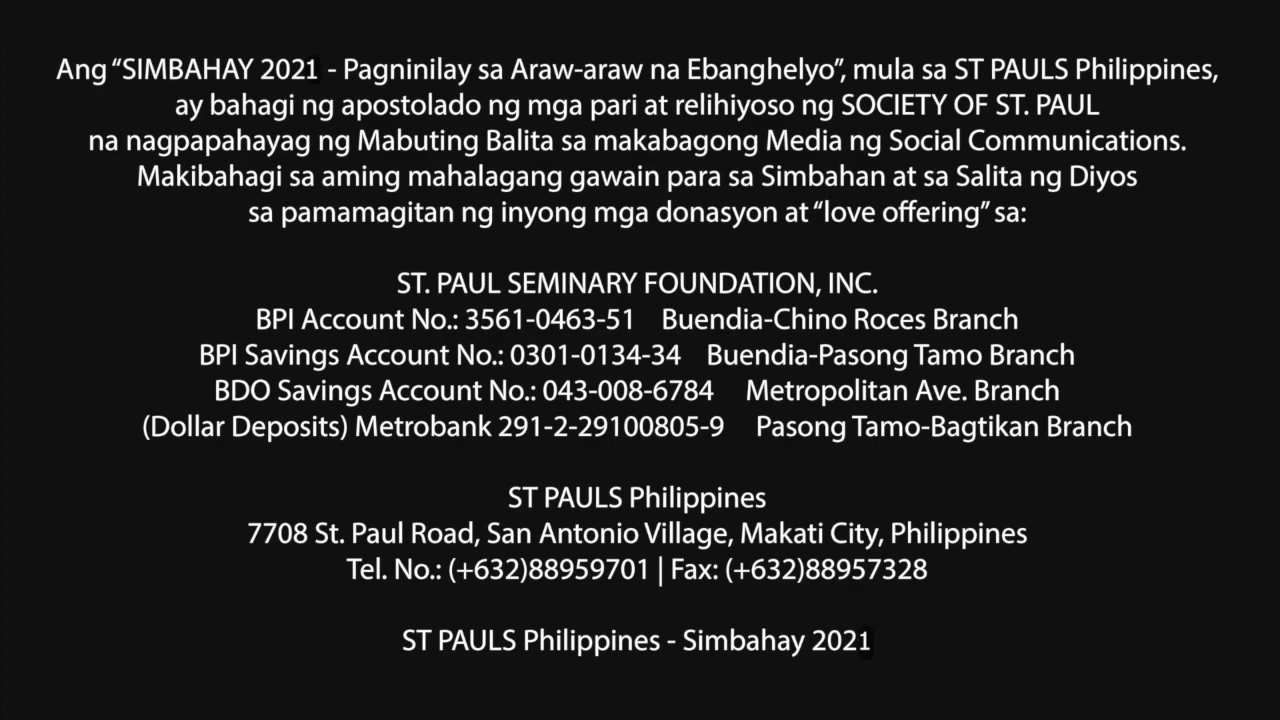 Ang “SIMBAHAY 2021 - Pagninilay sa Araw-araw na Ebanghelyo”, mula sa ST PAULS Philippines,
ay bahagi ng apostolado ng mga pari at relihiyoso ng SOCIETY OF ST. PAUL
na nagpapahayag ng Mabuting Balita sa makabagong Media ng Social Communications.
Makibahagi sa aming mahalagang gawain para sa Simbahan at sa Salita ng Diyos
sa pamamagitan ng inyong mga donasyon at “love offering” sa:
ST. PAUL SEMINARY FOUNDATION, INC.
BPI Account No.: 3561-0463-51 Buendia-Chino Roces Branch
BPI Savings Account No.: 0301-0134-34 Buendia-Pasong Tamo Branch
BDO Savings Account No.: 043-008-6784 Metropolitan Ave. Branch
(Dollar Deposits) Metrobank 291-2-29100805-9 Pasong Tamo-Bagtikan Branch
ST PAULS Philippines
7708 St. Paul Road, San Antonio Village, Makati City, Philippines
Tel. No.: (+632)88959701 | Fax: (+632)88957328
ST PAULS Philippines - Simbahay 2021